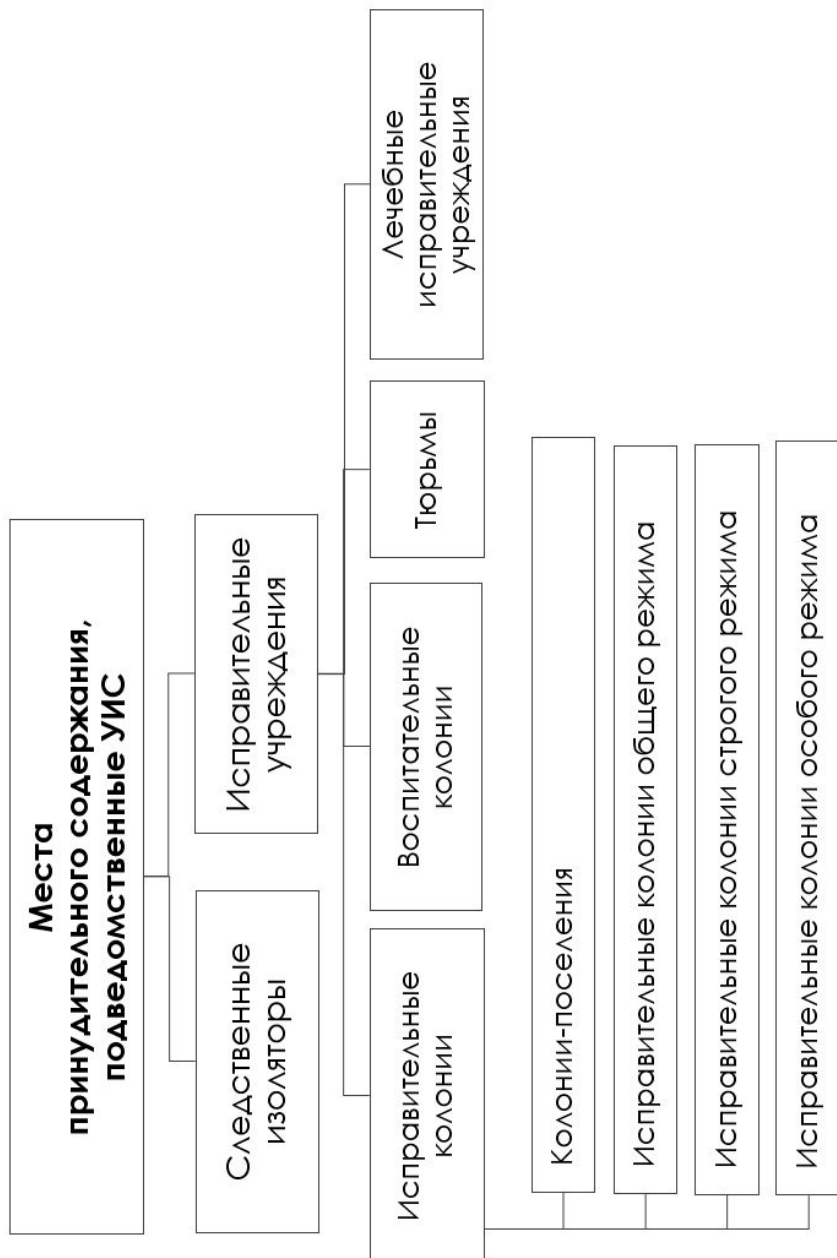 Места
принудительного содержания,
подведомственные УИС
Следственные
изоляторы
Исправительные
учреждения
Исправительные
колонии
Воспитательные
колонии
Тюрьмы
Лечебные
исправительные
учреждения
Колонии-поселения
Исправительные колонии общего режима
Исправительные колонии строгого режима
Исправительные колонии особого режима